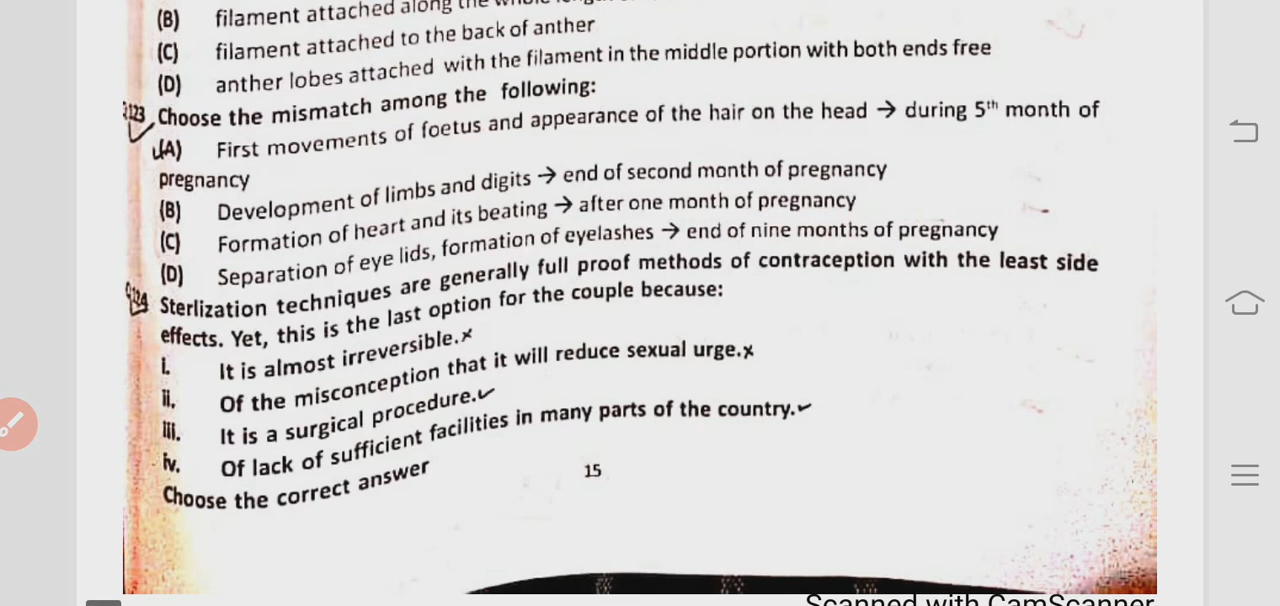 (B) filament attached along the
(C) filament attached to the back of anther
(D) anther lobes attached with the filament in the middle portion with both ends free
123 Choose the mismatch among the following:
(A) First movements of foetus and appearance of the hair on the head → during 5th month of
pregnancy
(B) Development of limbs and digits → end of second month of pregnancy
(C) Formation of heart and its beating → after one month of pregnancy
(D) Separation of eye lids, formation of eyelashes → end of nine months of pregnancy
124 Sterlization techniques are generally full proof methods of contraception with the least side
effects. Yet, this is the last option for the couple because:
i. It is almost irreversible.x
ii. Of the misconception that it will reduce sexual urge.x
iii. It is a surgical procedure.✓
iv. Of lack of sufficient facilities in many parts of the country.✓
Choose the correct answer
15
Scanned with CamScanner